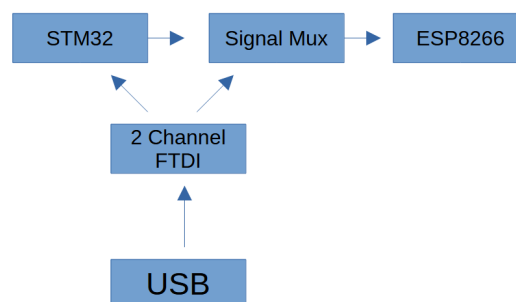 STM32
Signal Mux
ESP8266
2 Channel
FTDI
USB